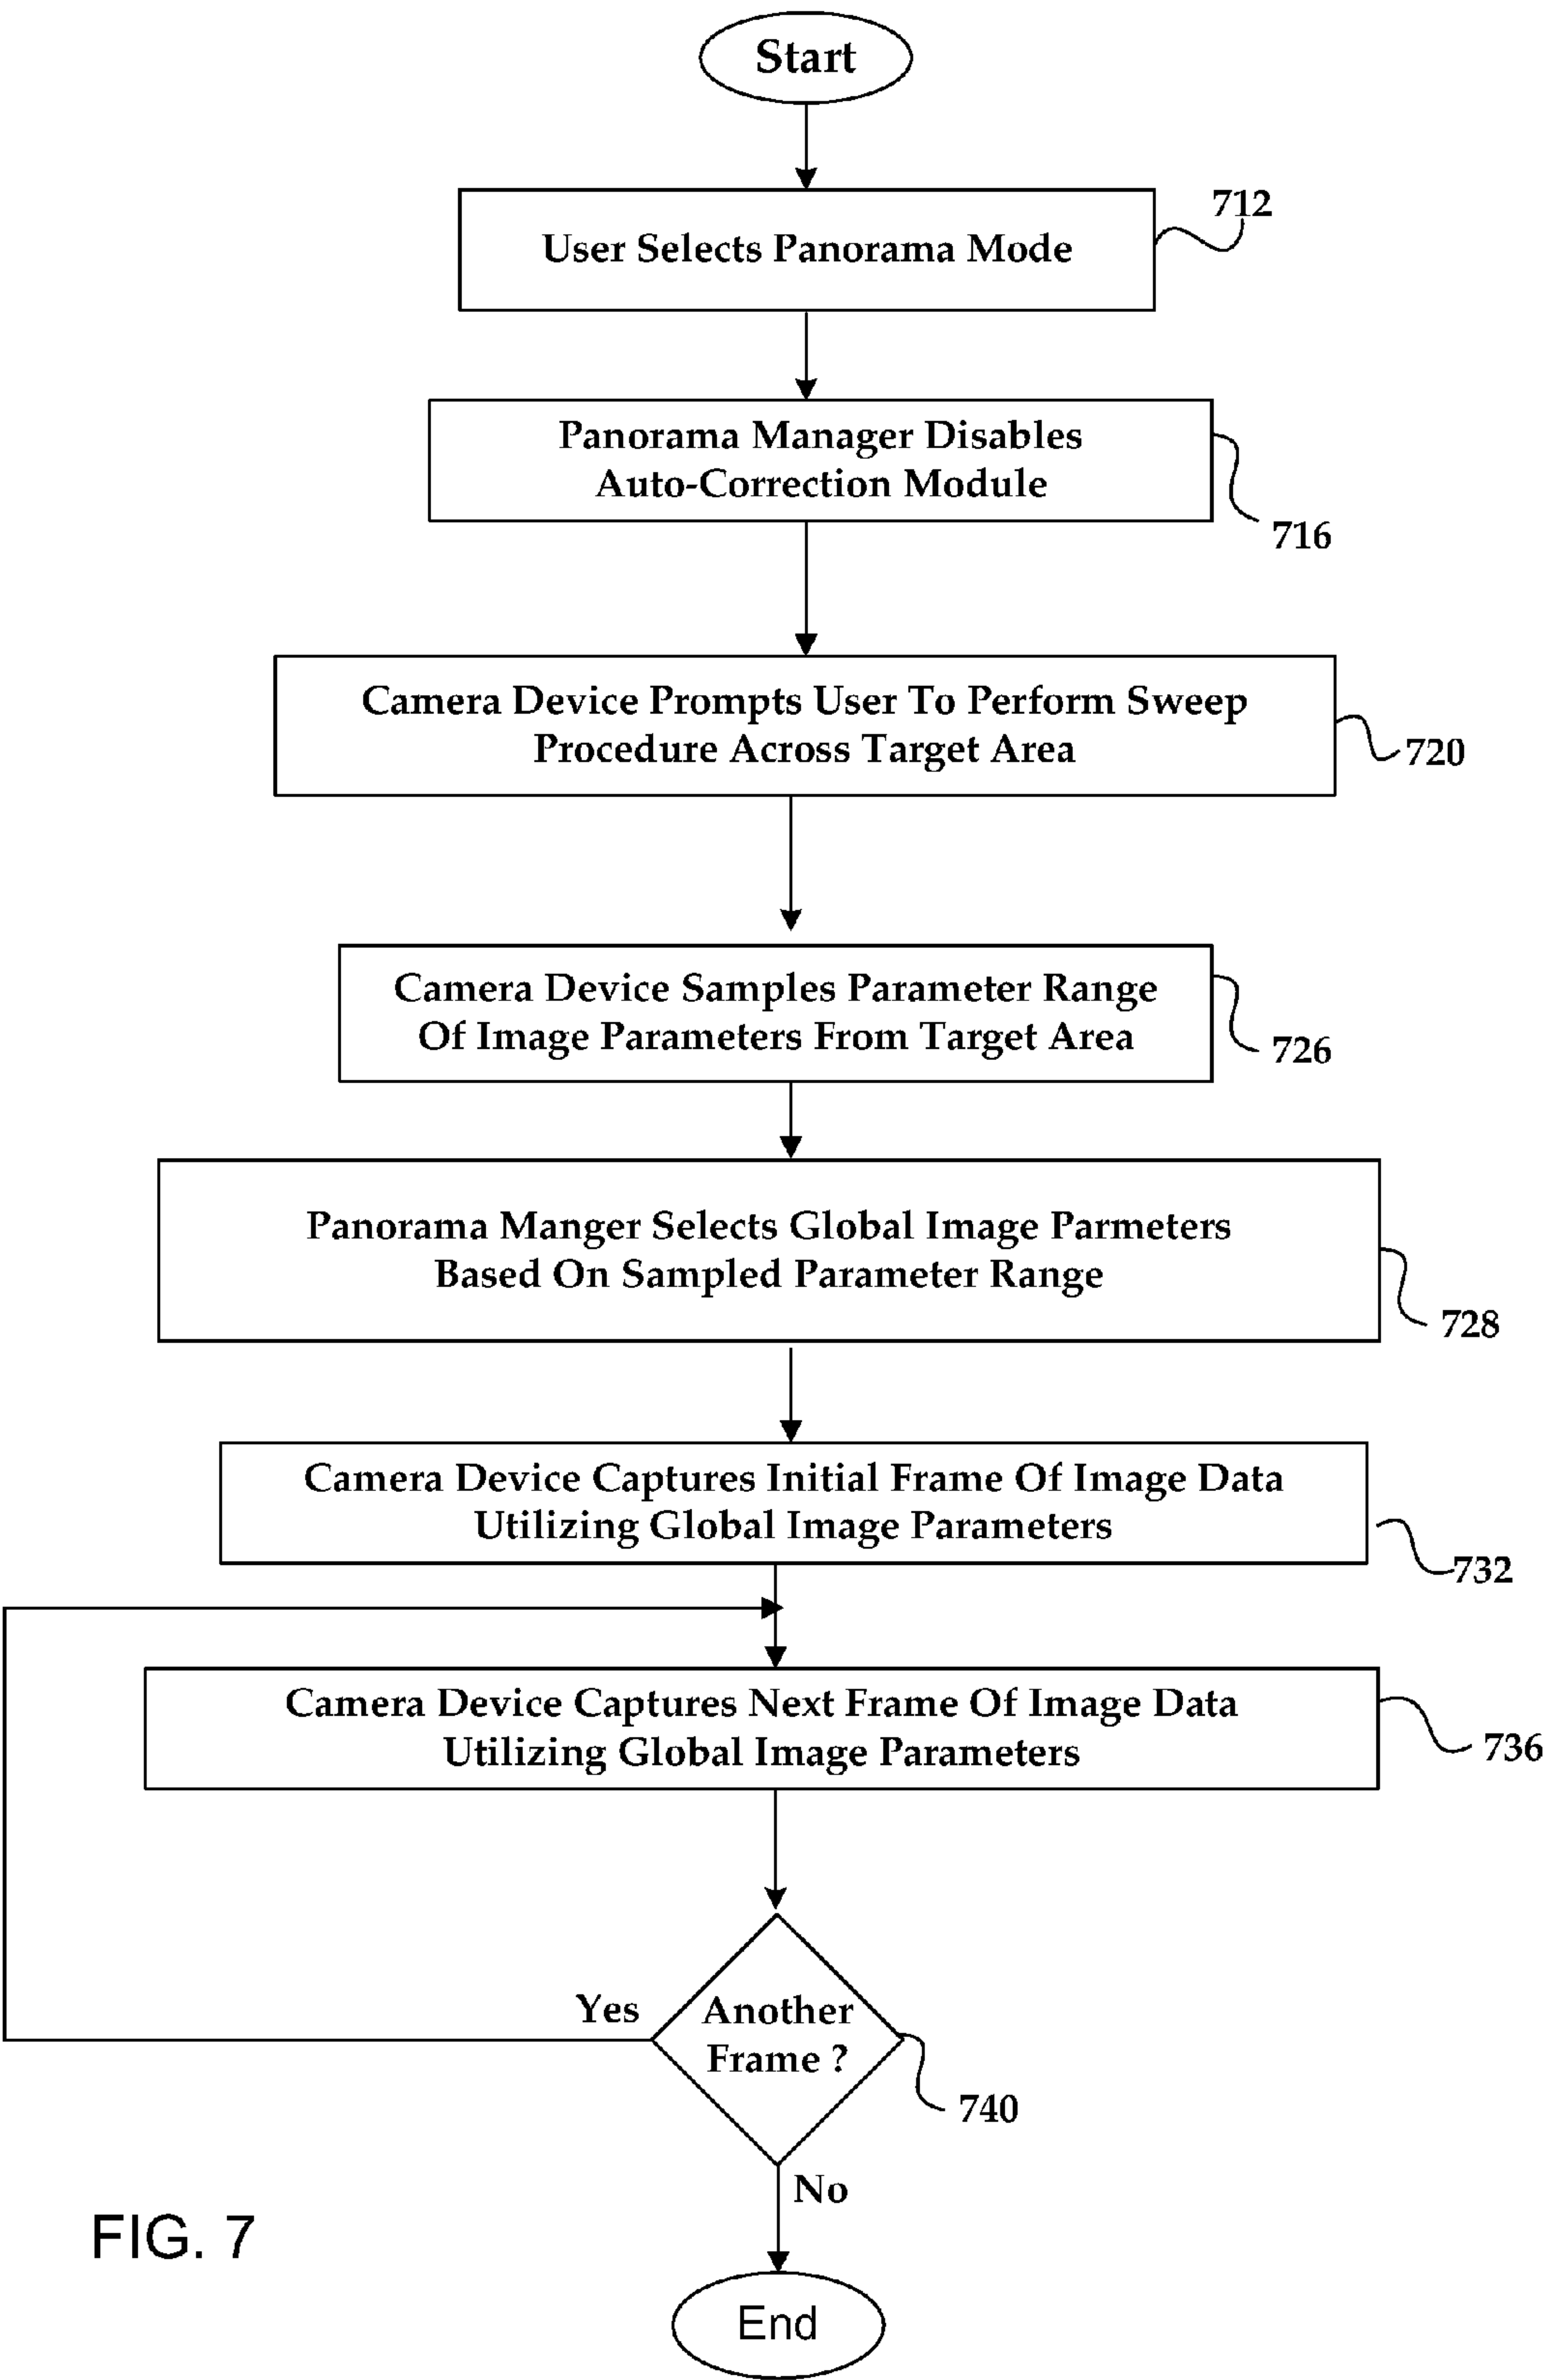 Start
User Selects Panorama Mode
712
Panorama Manager Disables
Auto-Correction Module
716
Camera Device Prompts User To Perform Sweep
Procedure Across Target Area
720
Camera Device Samples Parameter Range
Of Image Parameters From Target Area
726
Panorama Manger Selects Global Image Parmeters
Based On Sampled Parameter Range
728
Camera Device Captures Initial Frame Of Image Data
Utilizing Global Image Parameters
732
Camera Device Captures Next Frame Of Image Data
Utilizing Global Image Parameters
736
Yes
Another
Frame ?
740
No
FIG. 7
End